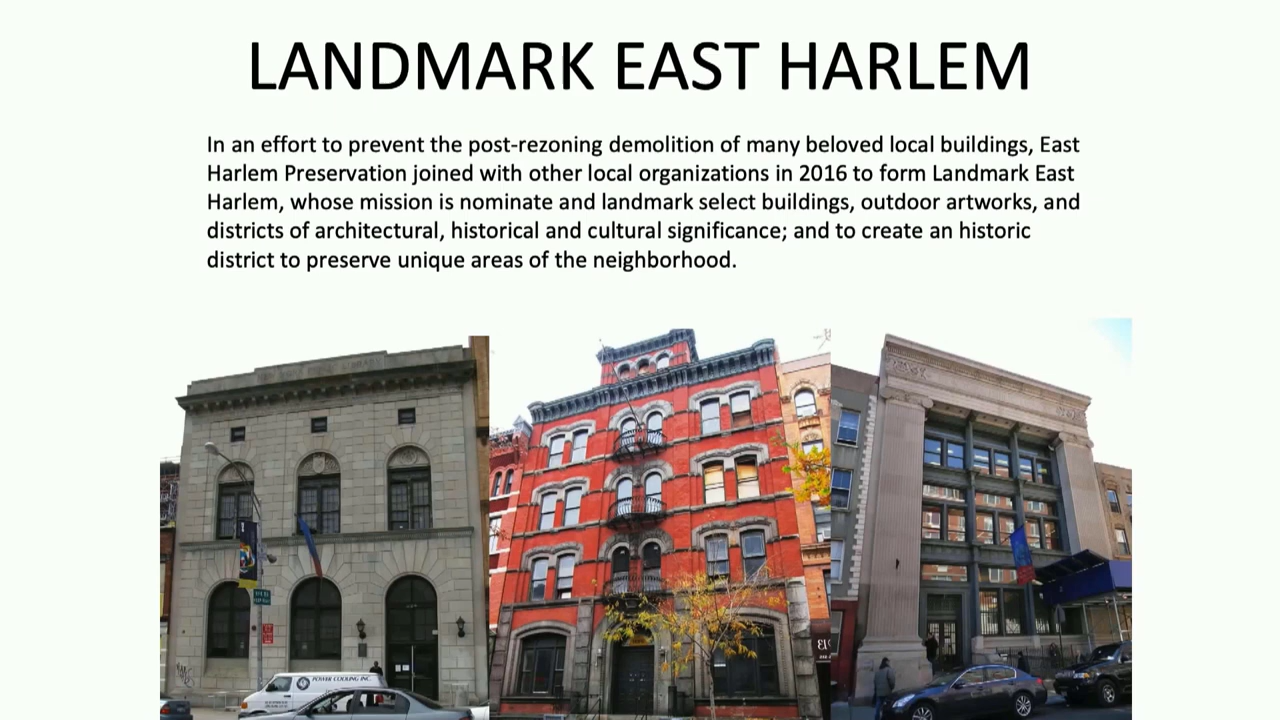 LANDMARK EAST HARLEM
In an effort to prevent the post-rezoning demolition of many beloved local buildings, East
Harlem Preservation joined with other local organizations in 2016 to form Landmark East
Harlem, whose mission is nominate and landmark select buildings, outdoor artworks, and
districts of architectural, historical and cultural significance; and to create an historic
district to preserve unique areas of the neighborhood.
POWER COOLING INC.